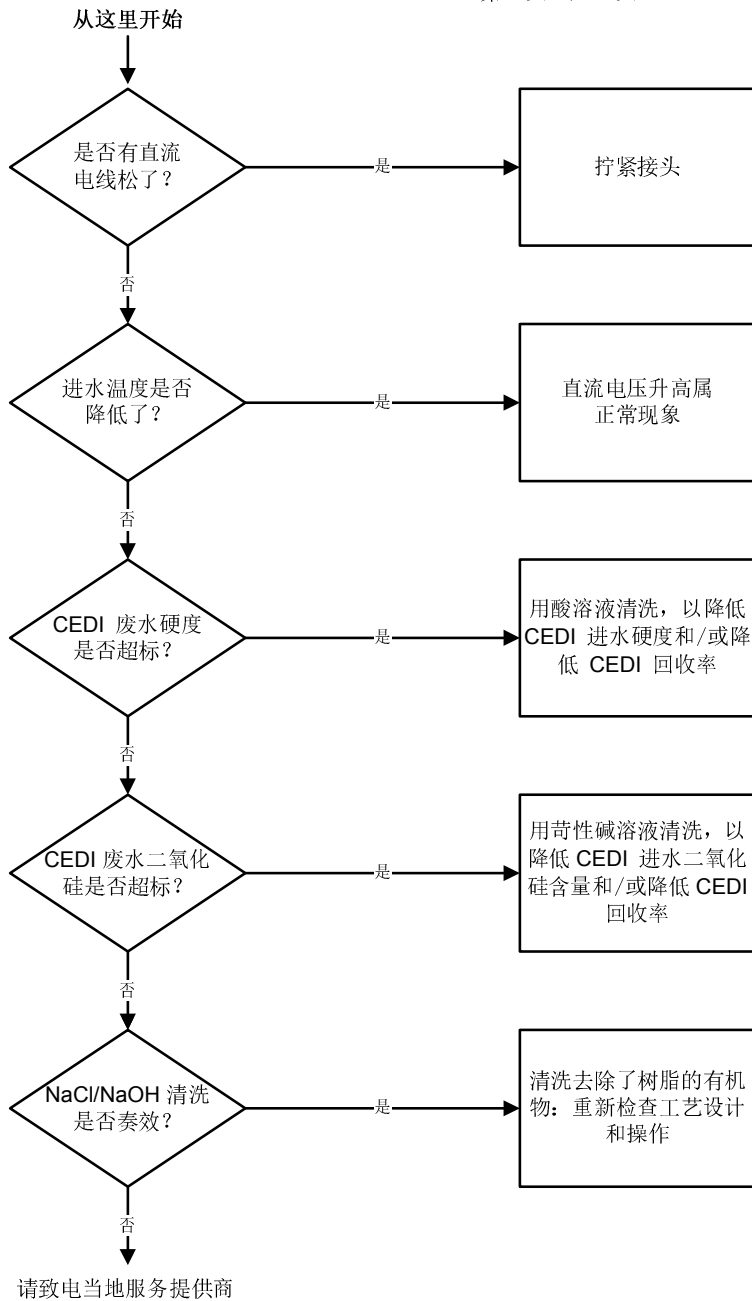 从这里开始
是否有直流
电线松了？
是
拧紧接头
否
进水温度是否
降低了？
是
直流电压升高属
正常现象
否
CEDI 废水硬度
是否超标？
是
用酸溶液清洗，以降低
CEDI 进水硬度和/或降
低 CEDI 回收率
否
CEDI 废水二氧化
硅是否超标？
是
用苛性碱溶液清洗，以
降低 CEDI 进水二氧化
硅含量和/或降低 CEDI
回收率
否
NaCl/NaOH 清洗
是否奏效？
是
清洗去除了树脂的有机
物：重新检查工艺设计
和操作
否
请致电当地服务提供商